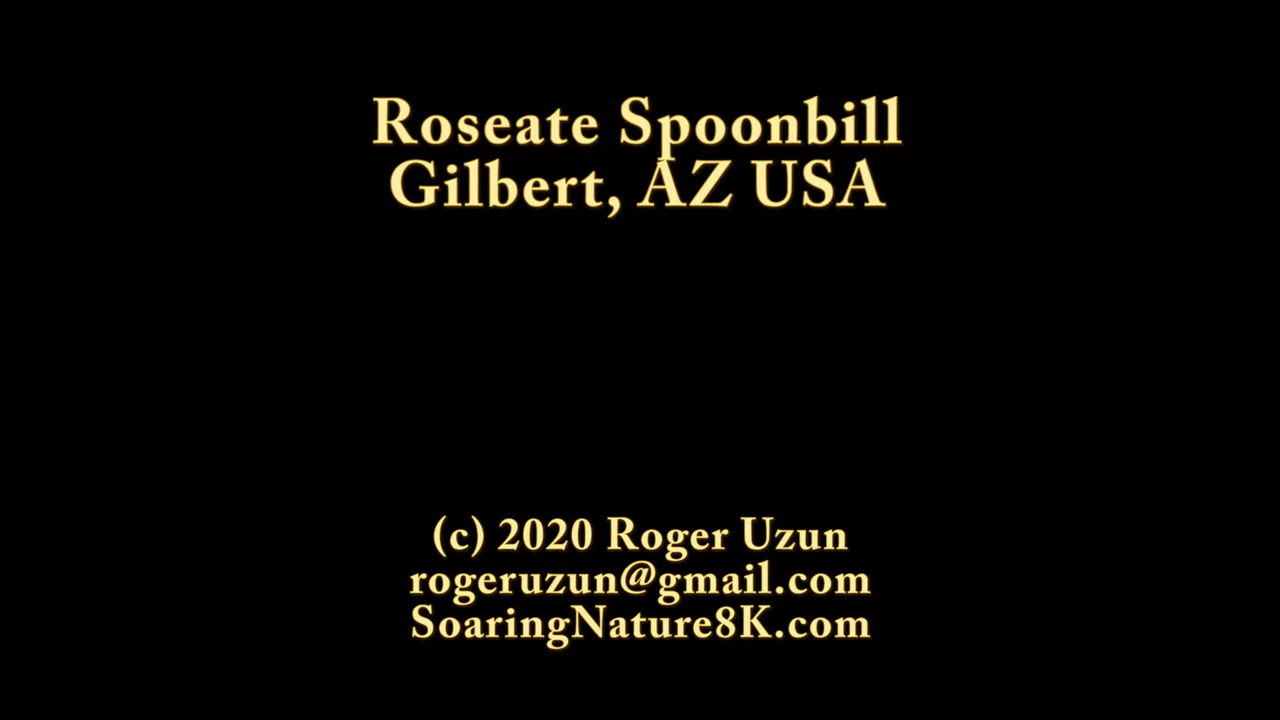 Roseate Spoonbill
Gilbert, AZ USA
(c) 2020 Roger Uzun
rogeruzun@gmail.com
SoaringNature8K.com